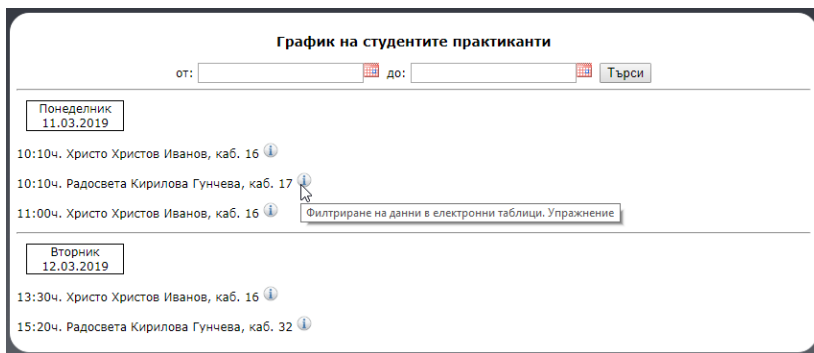 График на студентите практиканти
от: до: Търси
Понеделник
11.03.2019
10:10ч. Христо Христов Иванов, каб. 16
10:10ч. Радосвета Кирилова Гунчева, каб. 17
11:00ч. Христо Христов Иванов, каб. 16
Филтриране на данни в електронни таблици. Упражнение
Вторник
12.03.2019
13:30ч. Христо Христов Иванов, каб. 16
15:20ч. Радосвета Кирилова Гунчева, каб. 32